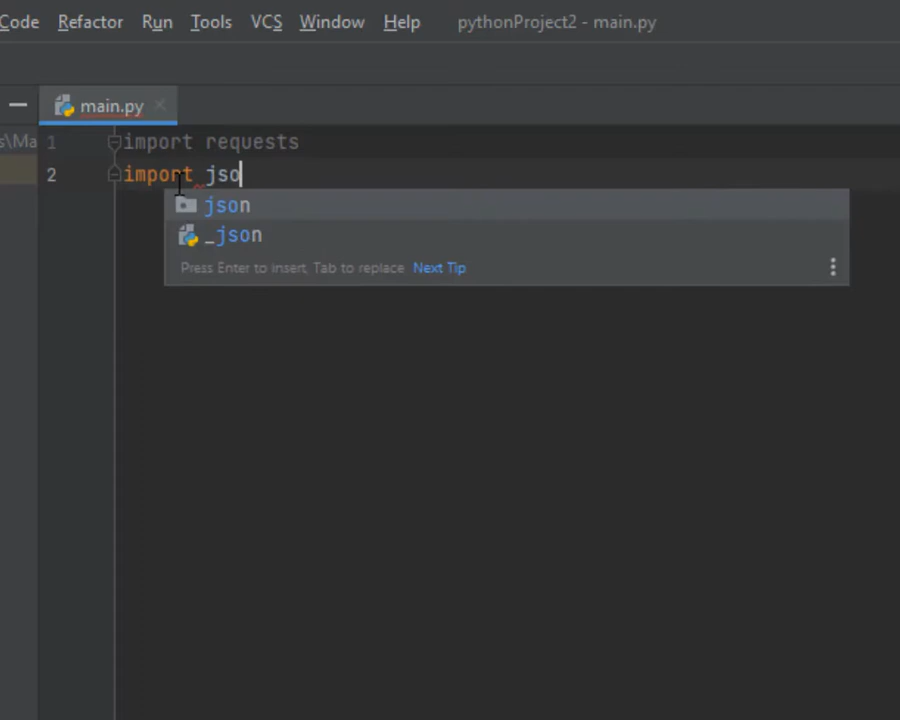 Code Refactor Run Tools VCS Window Help pythonProject2 - main.py
main.py
s\Ma 1 import requests
2 import jso
json
_json
Press Enter to insert, Tab to replace Next Tip